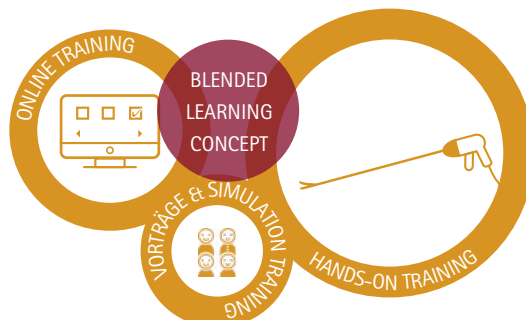 ONLINE TRAINING
BLENDED
LEARNING
CONCEPT
VORTRÄGE & SIMULATION
TRAINING
HANDS-ON TRAINING